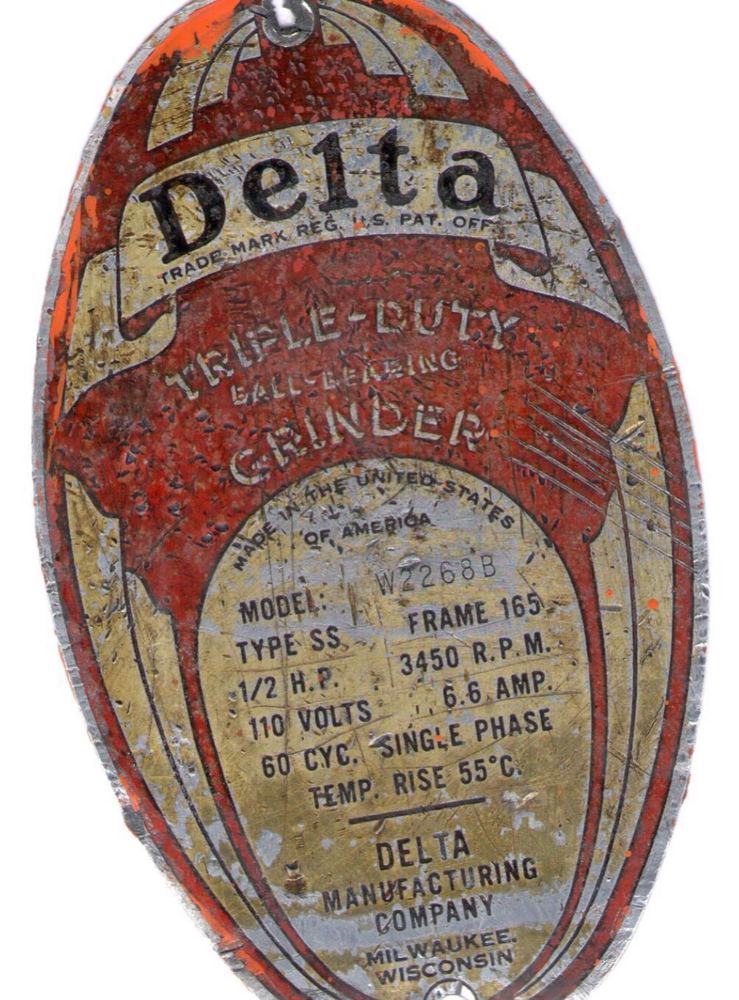 Delta
TRADE MARK REG. U.S. PAT. OFF.
TRIPLE-DUTY
BALL-BEARING
GRINDER
MADE IN THE UNITED STATES
OF AMERICA
MODEL: W2268B
TYPE SS FRAME 165
1/2 H.P. 3450 R.P.M.
110 VOLTS 6.6 AMP.
60 CYC. SINGLE PHASE
TEMP. RISE 55°C.
DELTA
MANUFACTURING
COMPANY
MILWAUKEE.
WISCONSIN